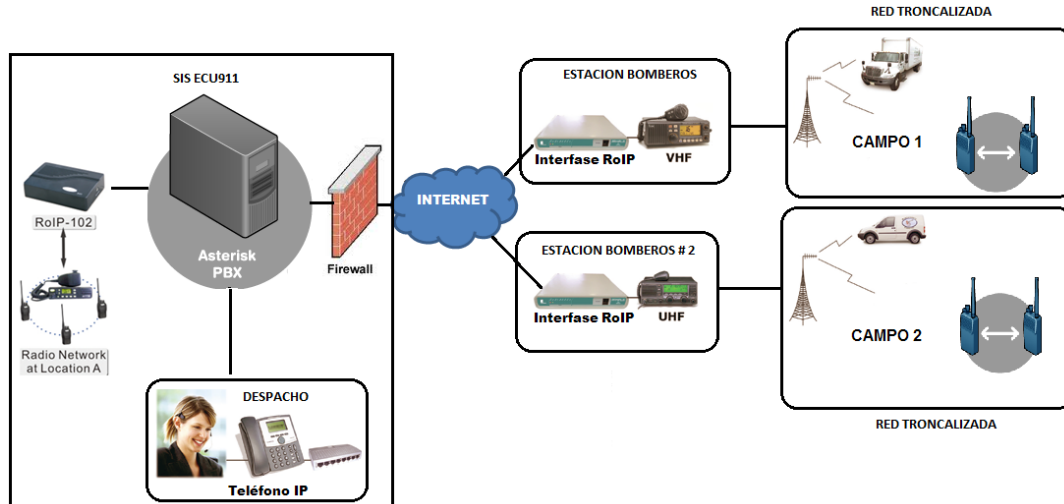 RED TRONCALIZADA
SIS ECU911
ESTACION BOMBEROS
Interfase RoIP
VHF
CAMPO 1
RoIP-102
Asterisk
PBX
Firewall
INTERNET
ESTACION BOMBEROS # 2
Interfase RoIP
UHF
CAMPO 2
Radio Network
at Location A
DESPACHO
Teléfono IP
RED TRONCALIZADA